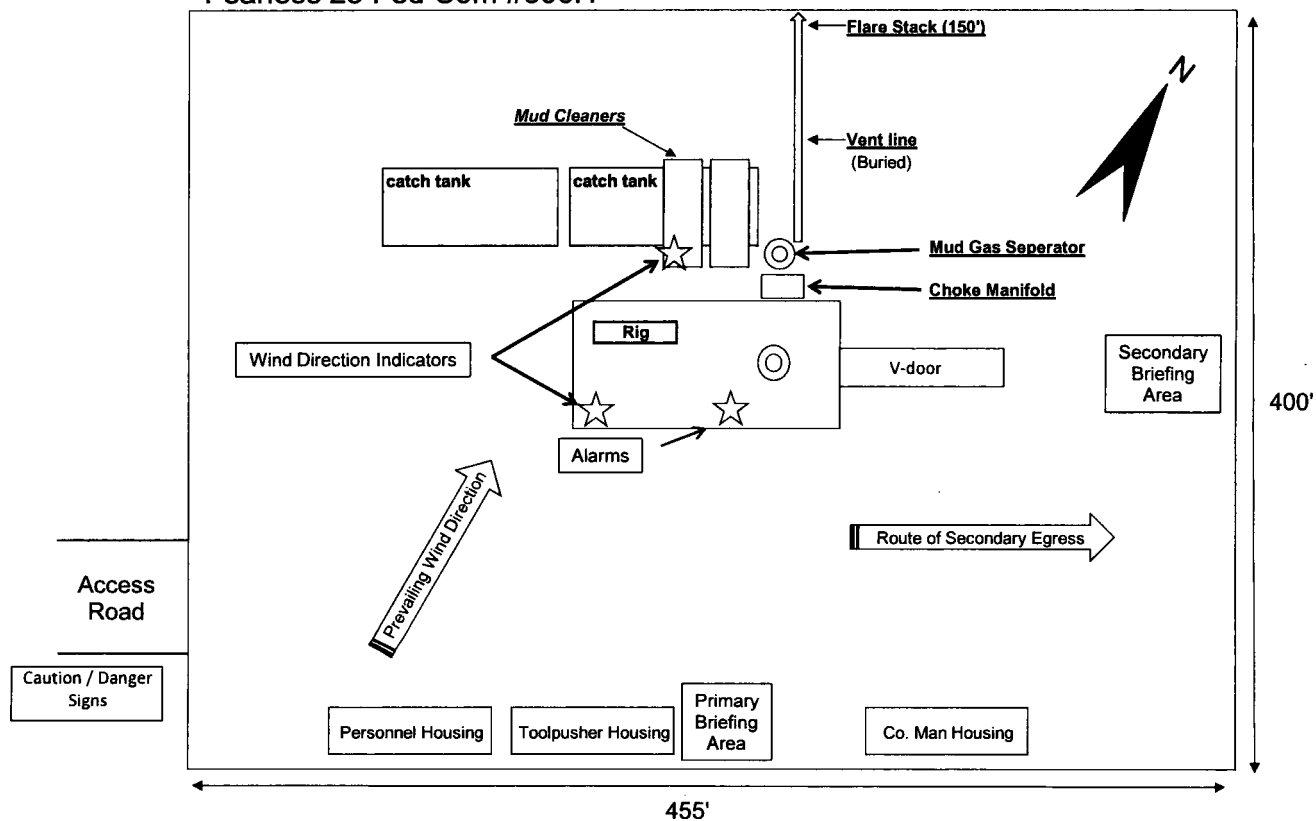 Fed Com
Flare Stack (150')
N
Mud Cleaners
Vent line
(Buried)
catch tank
catch tank
Mud Gas Seperator
Choke Manifold
Rig
Wind Direction Indicators
V-door
Secondary
Briefing
Area
400'
Alarms
Prevailing Wind Direction
Route of Secondary Egress
Access
Road
Caution / Danger
Signs
Personnel Housing
Toolpusher Housing
Primary
Briefing
Area
Co. Man Housing
455'